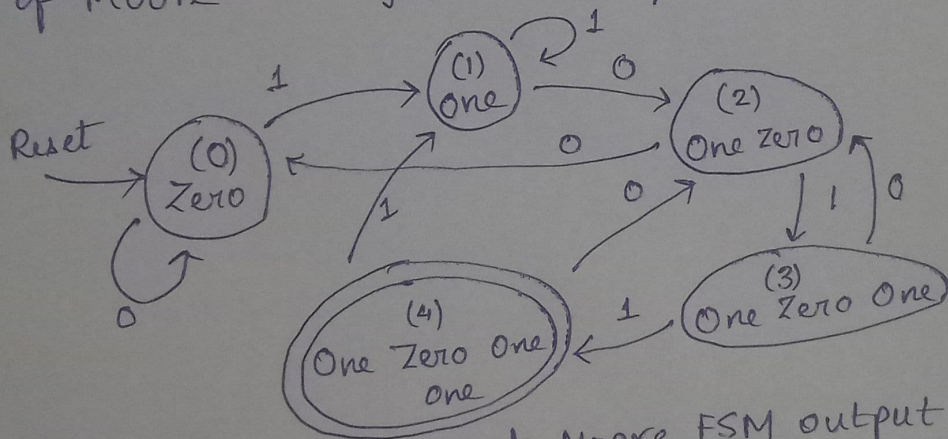 of
1
(1)
One
1
0
(2)
One zero
Reset
(0)
Zero
0
0
1
0
1
0
(3)
One Zero One
(4)
One Zero One
one
1
FSM output